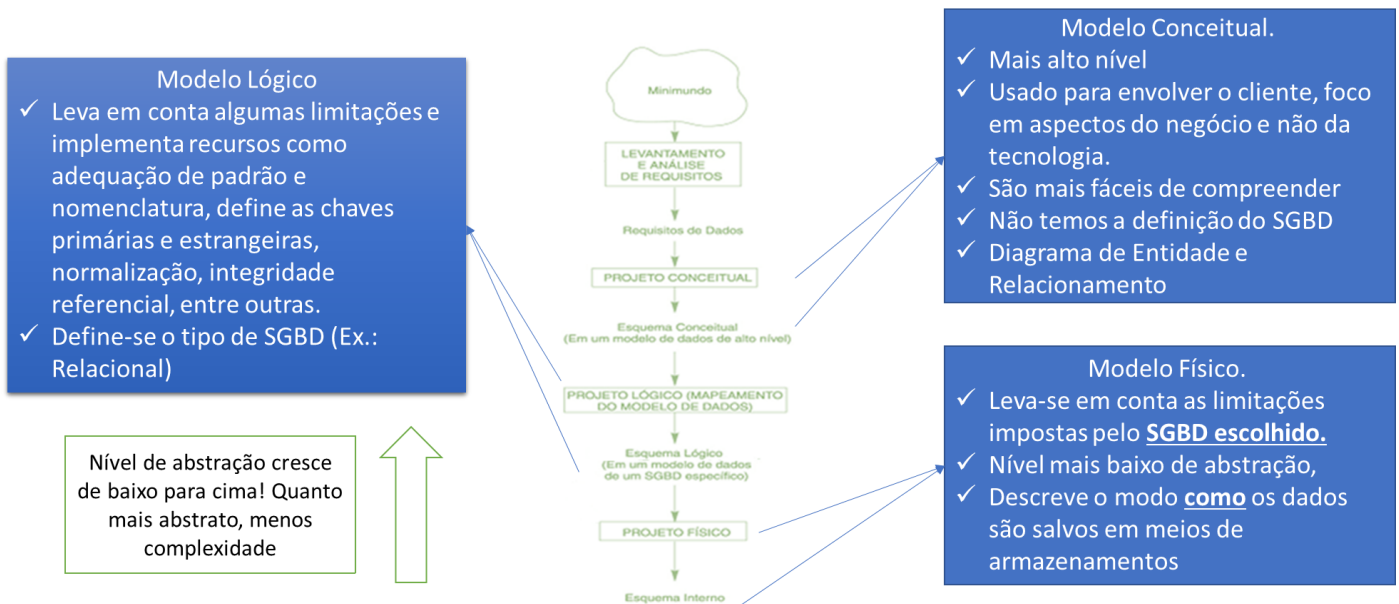 Modelo Lógico
✓ Leva em conta algumas limitações e
implementa recursos como
adequação de padrão e
nomenclatura, define as chaves
primárias e estrangeiras,
normalização, integridade
referencial, entre outras.
✓ Define-se o tipo de SGBD (Ex.:
Relacional)
Nível de abstração cresce
de baixo para cima! Quanto
mais abstrato, menos
complexidade
Minimundo
LEVANTAMENTO
E ANÁLISE
DE REQUISITOS
Requisitos de Dados
PROJETO CONCEITUAL
Esquema Conceitual
(Em um modelo de dados de alto nível)
PROJETO LÓGICO (MAPEAMENTO
DO MODELO DE DADOS)
Esquema Lógico
(Em um modelo de dados
de um SGBD específico)
PROJETO FÍSICO
Esquema Interno
Modelo Conceitual.
✓ Mais alto nível
✓ Usado para envolver o cliente, foco
em aspectos do negócio e não da
tecnologia.
✓ São mais fáceis de compreender
✓ Não temos a definição do SGBD
✓ Diagrama de Entidade e
Relacionamento
Modelo Físico.
✓ Leva-se em conta as limitações
impostas pelo SGBD escolhido.
✓ Nível mais baixo de abstração,
✓ Descreve o modo como os dados
são salvos em meios de
armazenamentos